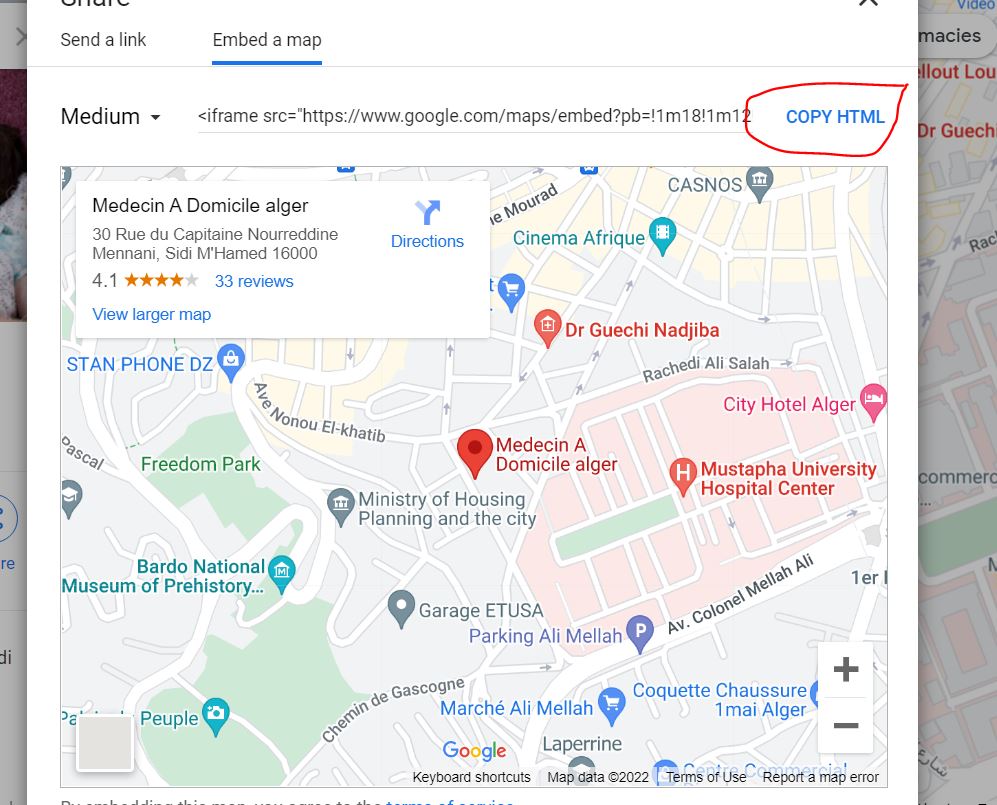 Share
Send a link
Embed a map
Medium
<iframe src="https://www.google.com/maps/embed?pb=!1m18!1m12
COPY HTML
Medecin A Domicile alger
30 Rue du Capitaine Nourreddine
Mennani, Sidi M'Hamed 16000
4.1
33 reviews
View larger map
Directions
ne Mourad
CASNOS
Cinema Afrique
Dr Guechi Nadjiba
STAN PHONE DZ
Rachedi Ali Salah
City Hotel Alger
Ave Nonou El-khatib
Pascal
Freedom Park
Medecin A
Domicile alger
Mustapha University
Hospital Center
H
Ministry of Housing
Planning and the city
Bardo National
Museum of Prehistory...
Garage ETUSA
Parking Ali Mellah
P
Av. Colonel Mellah Ali
1er
Chemin de Gascogne
Marché Ali Mellah
Coquette Chaussure
1mai Alger
Peuple
Laperrine
Centre Commercial
Google
Keyboard shortcuts
Map data ©2022
Terms of Use
Report a map error
By embedding this map, you agree to the terms of service.
Video
macies
ellout Lou
Dr Guechi
Rac
commerc
re
di